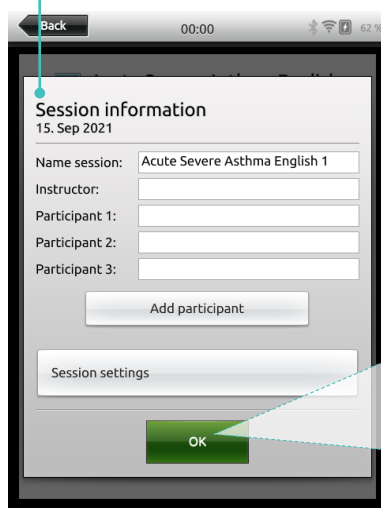 Back 00:00 62 %
Session information
15. Sep 2021
Name session: Acute Severe Asthma English 1
Instructor:
Participant 1:
Participant 2:
Participant 3:
Add participant
Session settings
OK